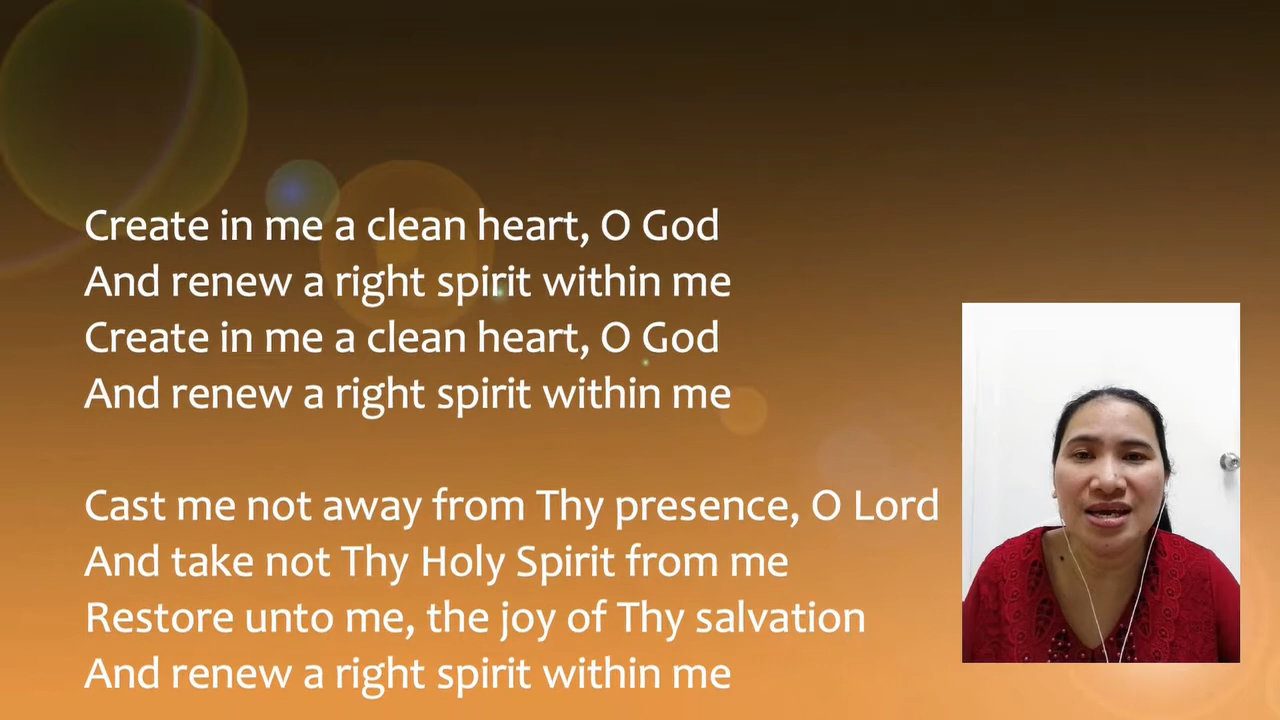 Create in me a clean heart, O God
And renew a right spirit within me
Create in me a clean heart, O God
And renew a right spirit within me
Cast me not away from Thy presence, O Lord
And take not Thy Holy Spirit from me
Restore unto me, the joy of Thy salvation
And renew a right spirit within me